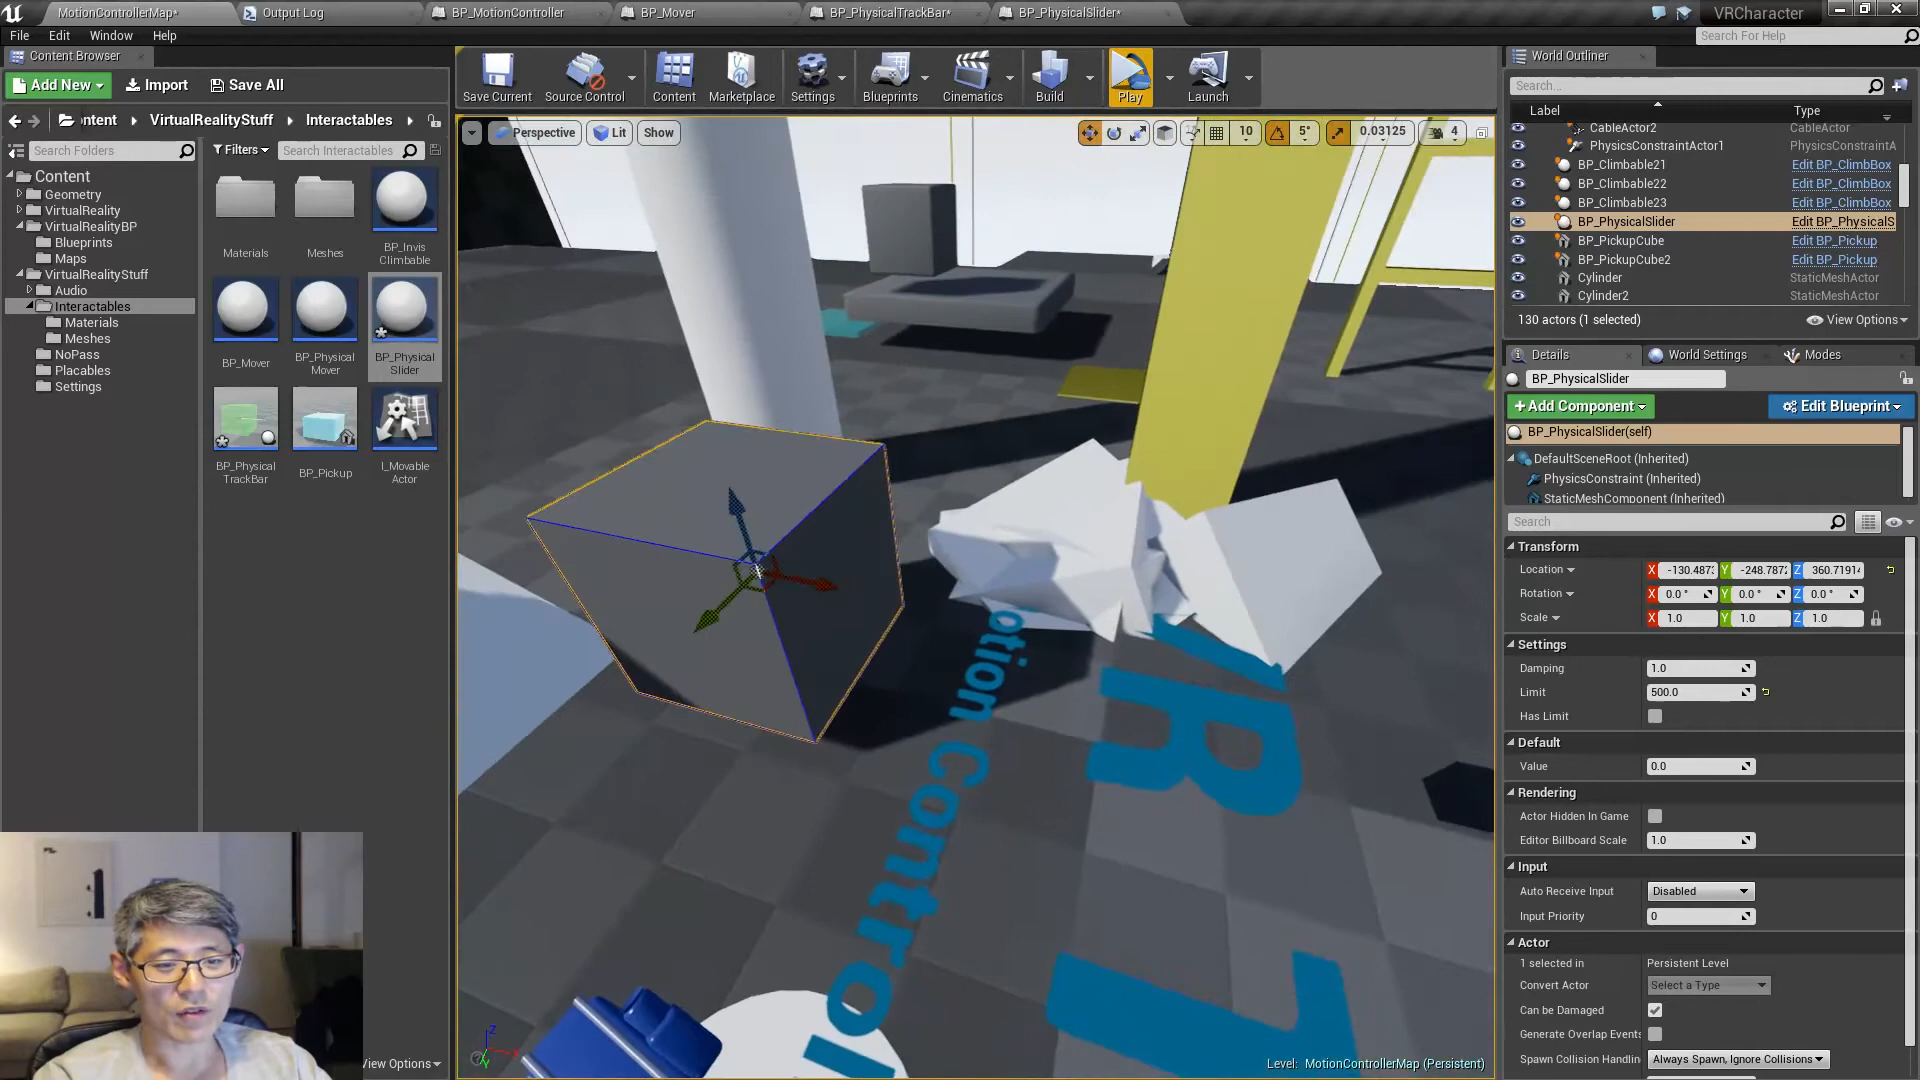 MotionControllerMap*
Output Log
BP_MotionController
BP_Mover
BP_PhysicalTrackBar*
BP_PhysicalSlider*
VRCharacter
File Edit Window Help
Search For Help
Content Browser
Add New
Import
Save All
ontent
VirtualRealityStuff
Interactables
Search Folders
Filters
Search Interactables
Content
Geometry
VirtualReality
VirtualRealityBP
Blueprints
Maps
VirtualRealityStuff
Audio
Interactables
Materials
Meshes
NoPass
Placables
Settings
Materials
Meshes
BP_Invis Climbable
BP_Mover
BP_Physical Mover
BP_Physical Slider
BP_Physical TrackBar
BP_Pickup
I_Movable Actor
View Options
Save Current
Source Control
Content
Marketplace
Settings
Blueprints
Cinematics
Build
Play
Launch
Perspective
Lit
Show
10
5°
0.03125
4
Motion Control
VR T
Level: MotionControllerMap (Persistent)
World Outliner
Search...
Label Type
CableActor2 CableActor
PhysicsConstraintActor1 PhysicsConstraintA
BP_Climbable21 Edit BP_ClimbBox
BP_Climbable22 Edit BP_ClimbBox
BP_Climbable23 Edit BP_ClimbBox
BP_PhysicalSlider Edit BP_PhysicalS
BP_PickupCube Edit BP_Pickup
BP_PickupCube2 Edit BP_Pickup
Cylinder StaticMeshActor
Cylinder2 StaticMeshActor
130 actors (1 selected)
View Options
Details
World Settings
Modes
BP_PhysicalSlider
Add Component
Edit Blueprint
BP_PhysicalSlider(self)
DefaultSceneRoot (Inherited)
PhysicsConstraint (Inherited)
StaticMeshComponent (Inherited)
Search
Transform
Location X -130.487 Y -248.787 Z 360.7191
Rotation X 0.0 ° Y 0.0 ° Z 0.0 °
Scale X 1.0 Y 1.0 Z 1.0
Settings
Damping 1.0
Limit 500.0
Has Limit
Default
Value 0.0
Rendering
Actor Hidden In Game
Editor Billboard Scale 1.0
Input
Auto Receive Input Disabled
Input Priority 0
Actor
1 selected in Persistent Level
Convert Actor Select a Type
Can be Damaged
Generate Overlap Events
Spawn Collision Handlin Always Spawn, Ignore Collisions